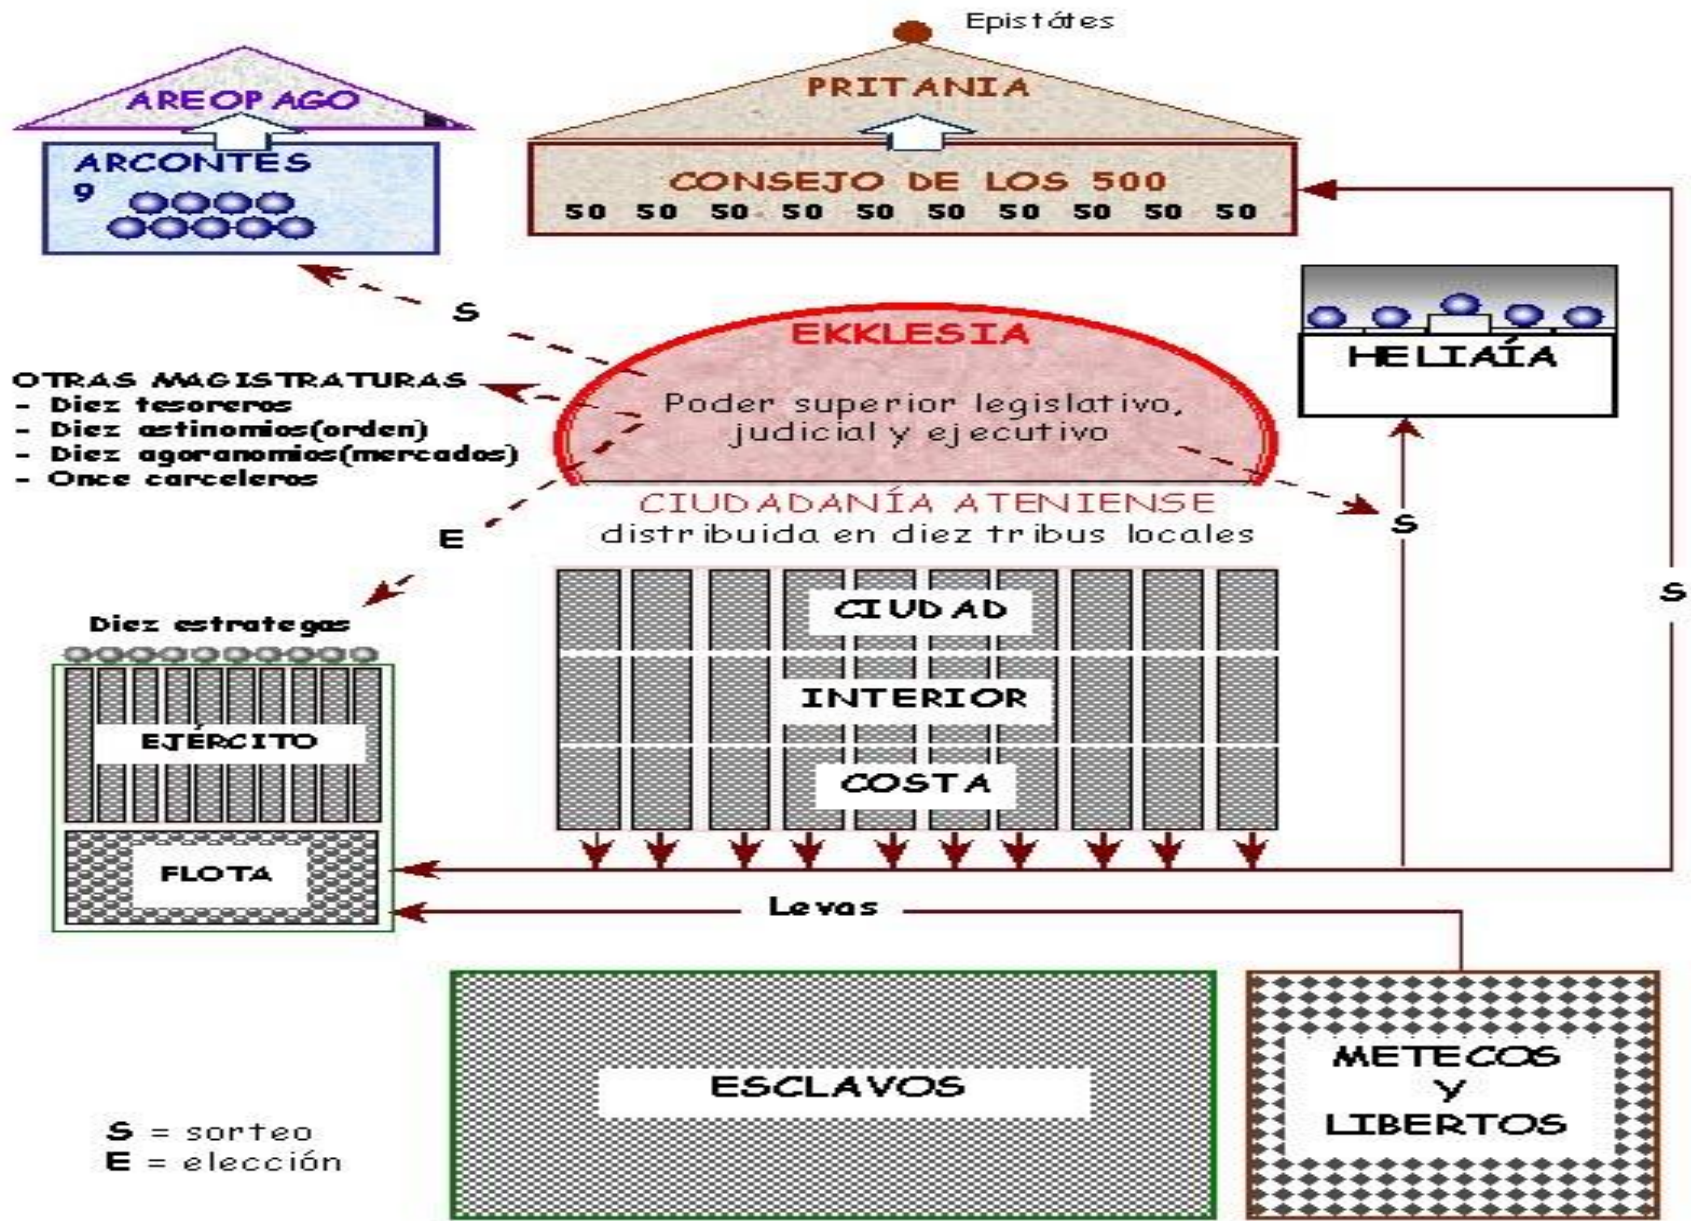 Epistátes
AREOPAGO
PRITANIA
ARCONTES
9
CONSEJO DE LOS 500
50 50 50 50 50 50 50 50 50 50
S
EKKLESIA
Poder superior legislativo,
judicial y ejecutivo
HELIAÍA
OTRAS MAGISTRATURAS
- Diez tesoreros
- Diez astinomios(orden)
- Diez agoranomios(mercados)
- Once carceleros
CIUDADANÍA ATENIENSE
distribuida en diez tribus locales
S
E
S
Diez estrategas
CIUDAD
INTERIOR
COSTA
EJÉRCITO
FLOTA
Levas
ESCLAVOS
METECOS
Y
LIBERTOS
S = sorteo
E = elección